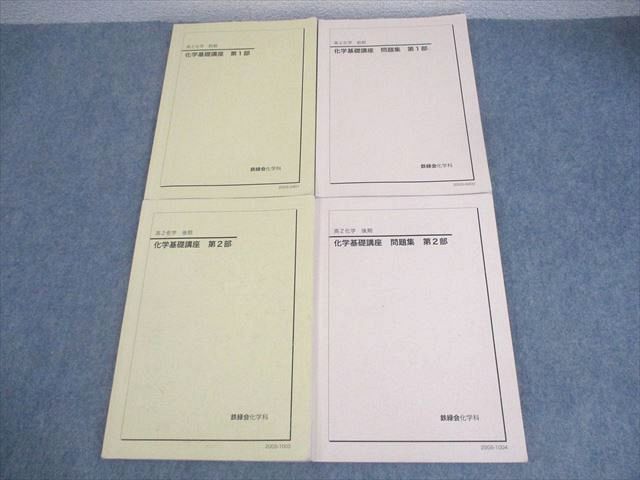 高2化学 前期
化学基礎講座 第1部
鉄緑会化学科
高2化学 前期
化学基礎講座 問題集 第1部
鉄緑会化学科
高2化学 後期
化学基礎講座 第2部
鉄緑会化学科
2003-1003
高2化学 後期
化学基礎講座 問題集 第2部
鉄緑会化学科
2003-1004